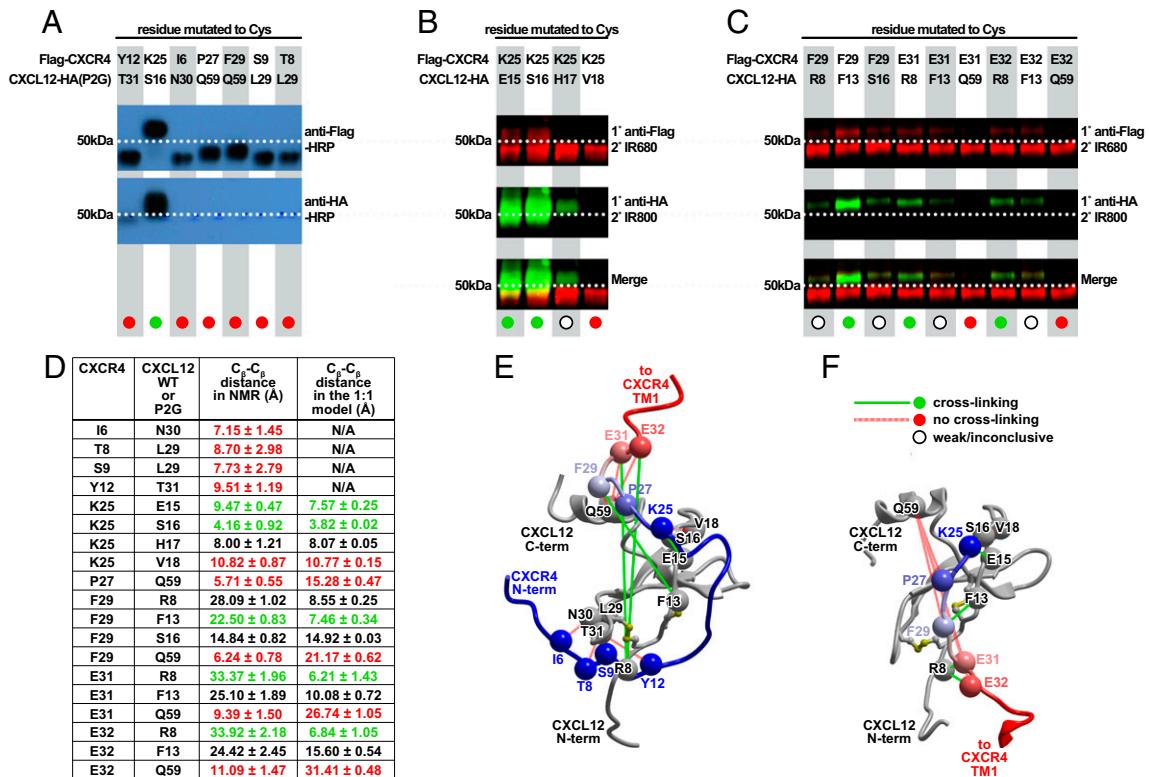 A
residue mutated to Cys
Flag-CXCR4 Y12 K25 I6 P27 F29 S9 T8
CXCL12-HA(P2G) T31 S16 N30 Q59 Q59 L29 L29
50kDa
anti-Flag
-HRP
50kDa
anti-HA
-HRP
B
residue mutated to Cys
Flag-CXCR4 K25 K25 K25 K25
CXCL12-HA E15 S16 H17 V18
50kDa
1° anti-Flag
2° IR680
50kDa
1° anti-HA
2° IR800
50kDa
Merge
C
residue mutated to Cys
Flag-CXCR4 F29 F29 F29 E31 E31 E31 E32 E32 E32
CXCL12-HA R8 F13 S16 R8 F13 Q59 R8 F13 Q59
50kDa
1° anti-Flag
2° IR680
50kDa
1° anti-HA
2° IR800
50kDa
Merge
D
CXCR4 CXCL12 WT or P2G Cβ-Cβ distance in NMR (Å) Cβ-Cβ distance in the 1:1 model (Å)
I6 N30 7.15 ± 1.45 N/A
T8 L29 8.70 ± 2.98 N/A
S9 L29 7.73 ± 2.79 N/A
Y12 T31 9.51 ± 1.19 N/A
K25 E15 9.47 ± 0.47 7.57 ± 0.25
K25 S16 4.16 ± 0.92 3.82 ± 0.02
K25 H17 8.00 ± 1.21 8.07 ± 0.05
K25 V18 10.82 ± 0.87 10.77 ± 0.15
P27 Q59 5.71 ± 0.55 15.28 ± 0.47
F29 R8 28.09 ± 1.02 8.55 ± 0.25
F29 F13 22.50 ± 0.83 7.46 ± 0.34
F29 S16 14.84 ± 0.82 14.92 ± 0.03
F29 Q59 6.24 ± 0.78 21.17 ± 0.62
E31 R8 33.37 ± 1.96 6.21 ± 1.43
E31 F13 25.10 ± 1.89 10.08 ± 0.72
E31 Q59 9.39 ± 1.50 26.74 ± 1.05
E32 R8 33.92 ± 2.18 6.84 ± 1.05
E32 F13 24.42 ± 2.45 15.60 ± 0.54
E32 Q59 11.09 ± 1.47 31.41 ± 0.48
E
to
CXCR4
TM1
E31
E32
F29
P27
Q59
K25
CXCL12
C-term
V18
S16
E15
CXCR4
N-term
F13
L29
N30
T31
I6
S9
R8
T8
Y12
CXCL12
N-term
F
cross-linking
no cross-linking
weak/inconclusive
Q59
K25
S16
V18
CXCL12
C-term
E15
P27
F13
F29
R8
E31
E32
CXCL12
N-term
to
CXCR4
TM1